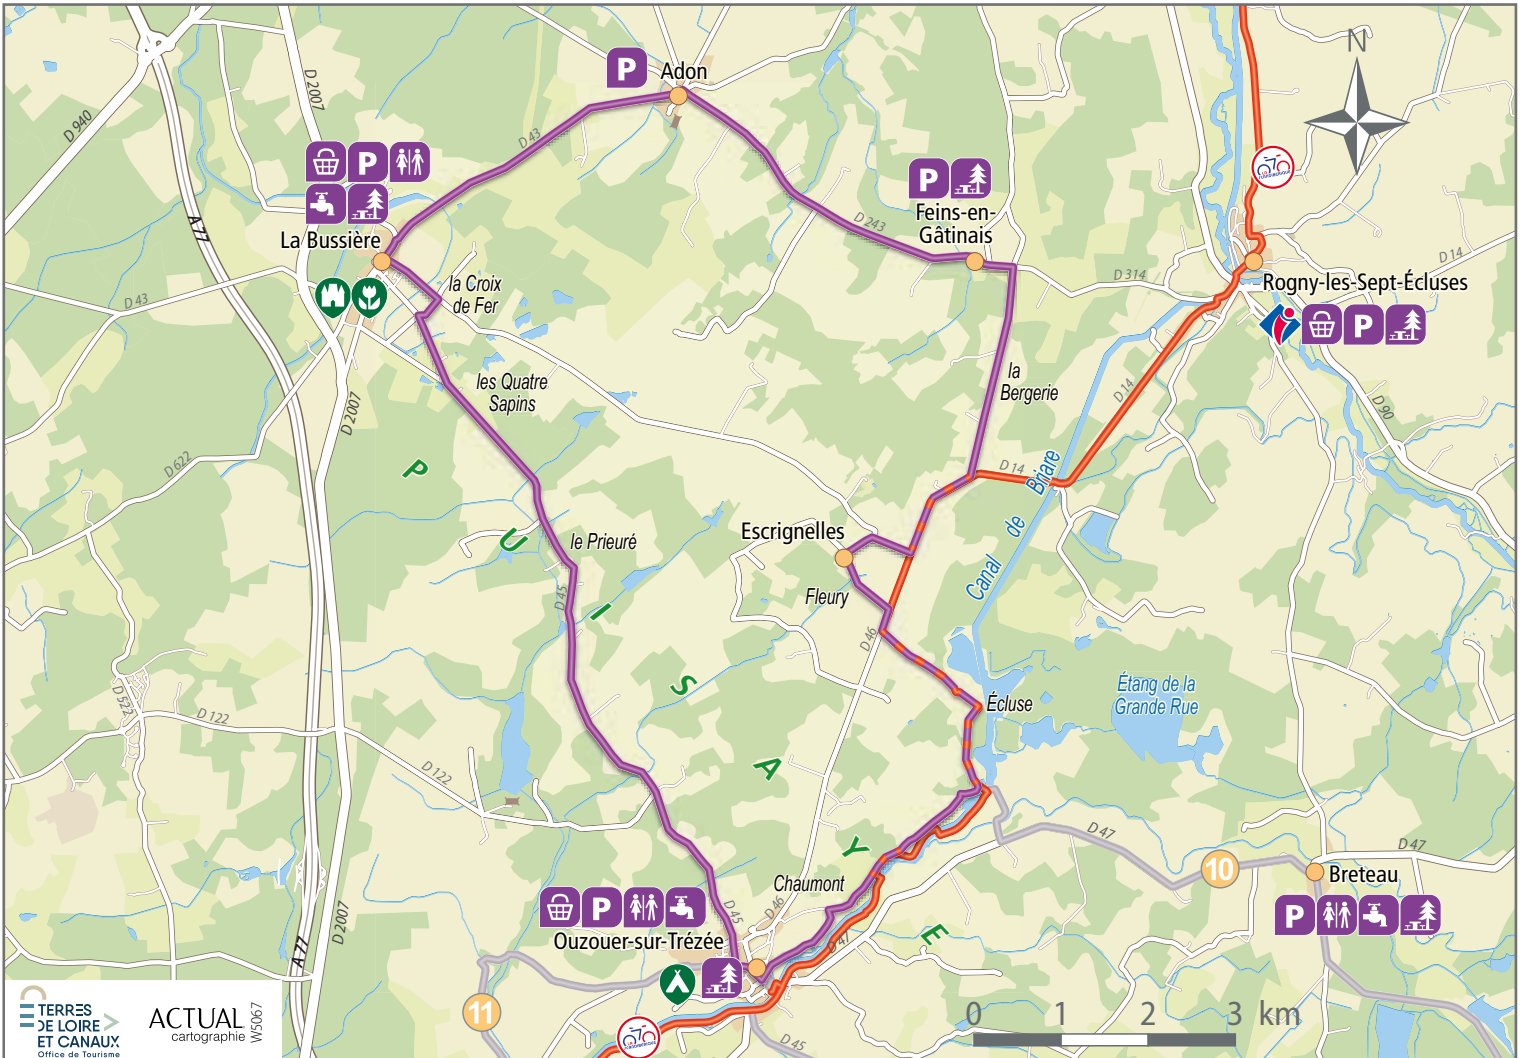 N
D 2007
D 940
P
Adon
D 43
A 77
P
La Bussière
P
Feins-en-
Gâtinais
D 243
D 14
D 314
Rogny-les-Sept-Écluses
P
la Croix
de Fer
D 43
les Quatre
Sapins
la
Bergerie
D 14
D 90
D 2007
D 622
D 14
Canal de Briare
Escrignelles
le Prieuré
Fleury
D 45
D 46
P U I S A Y E
Écluse
Étang de la
Grande Rue
D 522
D 122
D 122
D 47
D 47
10
Breteau
P
Chaumont
D 46
D 45
P
Ouzouer-sur-Trézée
D 47
D 2007
A 77
11
D 45
0 1 2 3 km
TERRES
DE LOIRE
ET CANAUX
Office de Tourisme
ACTUAL
cartographie
W5067